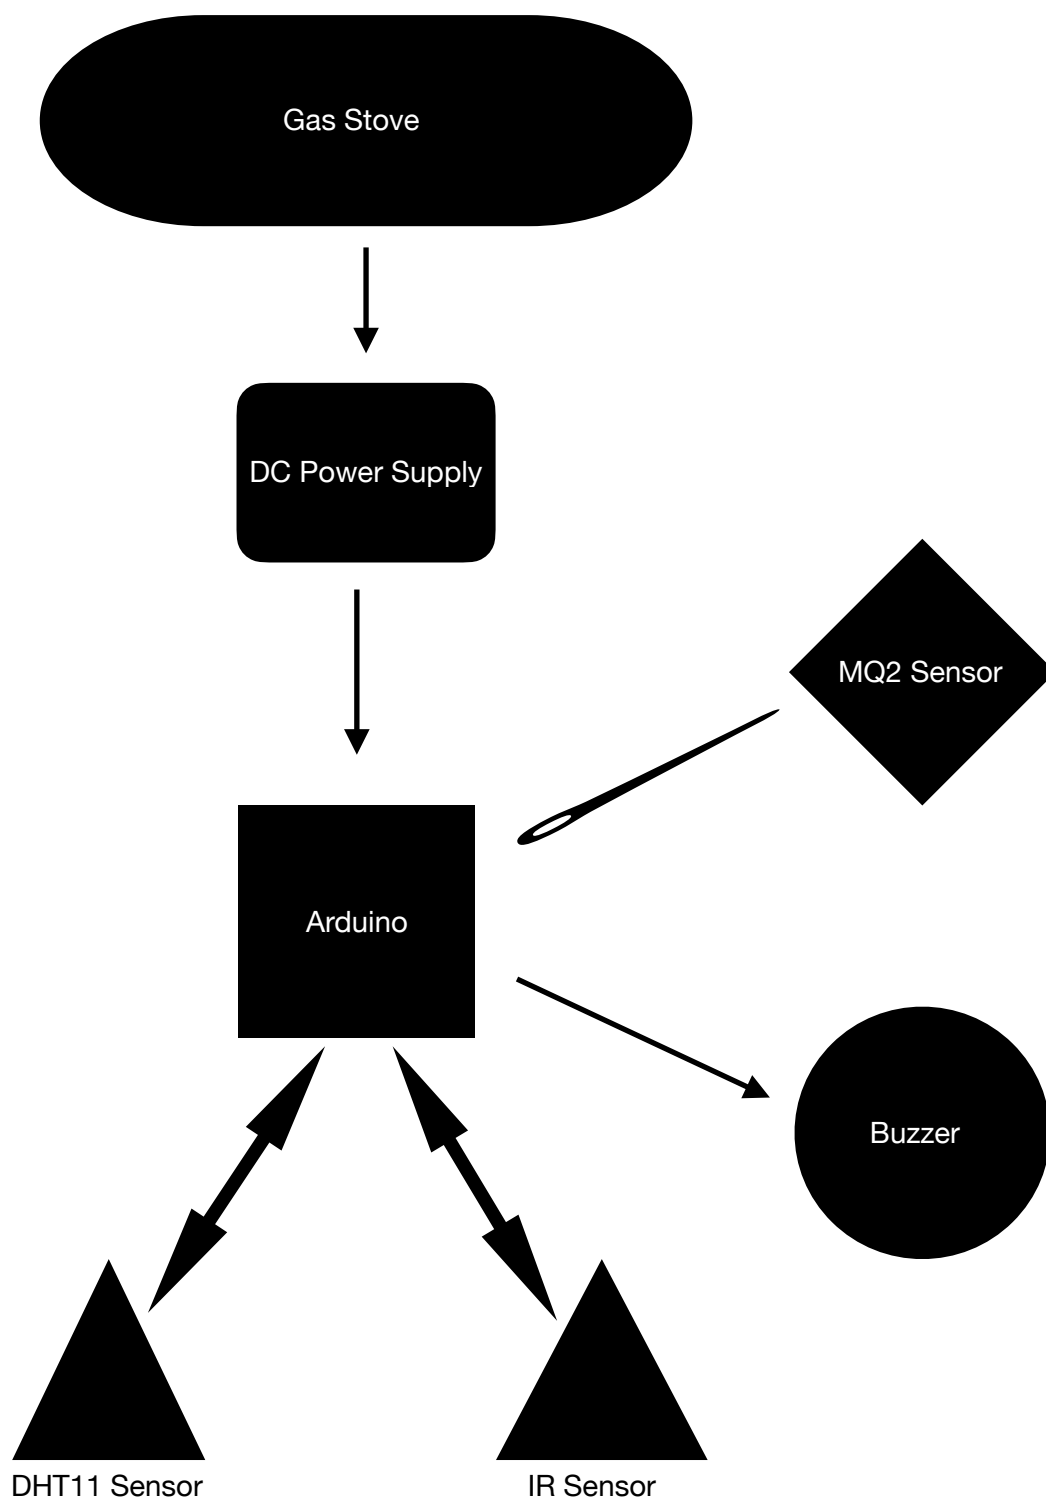 Gas Stove
DC Power Supply
MQ2 Sensor
Arduino
Buzzer
DHT11 Sensor
IR Sensor